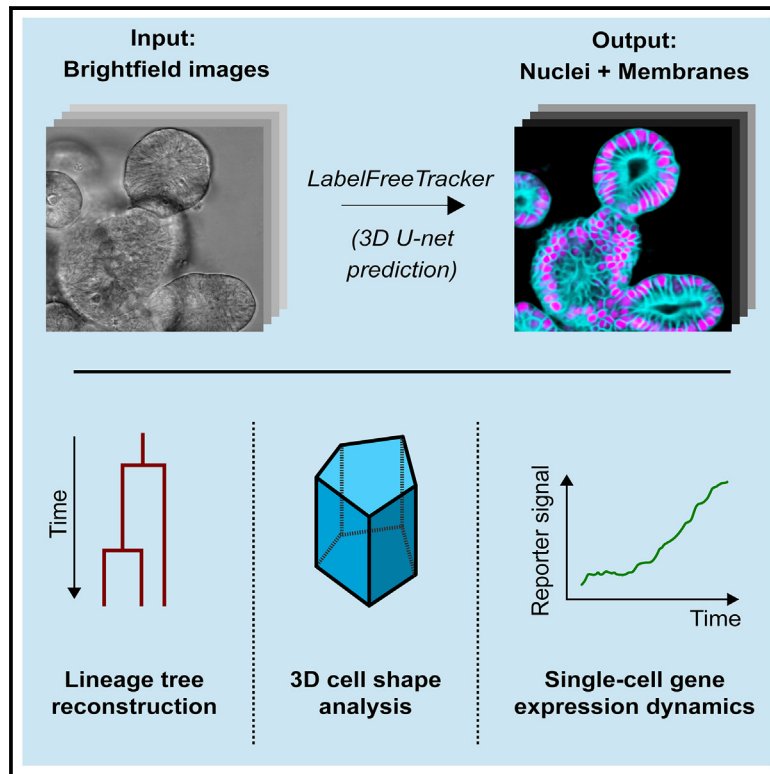 Input:
Brightfield images
Output:
Nuclei + Membranes
LabelFreeTracker
(3D U-net
prediction)
Time
Lineage tree
reconstruction
3D cell shape
analysis
Reporter signal
Time
Single-cell gene
expression dynamics